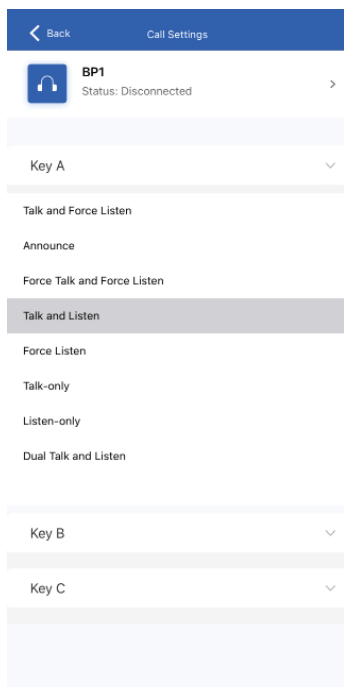 Back
Call Settings
BP1
Status: Disconnected
Key A
Talk and Force Listen
Announce
Force Talk and Force Listen
Talk and Listen
Force Listen
Talk-only
Listen-only
Dual Talk and Listen
Key B
Key C